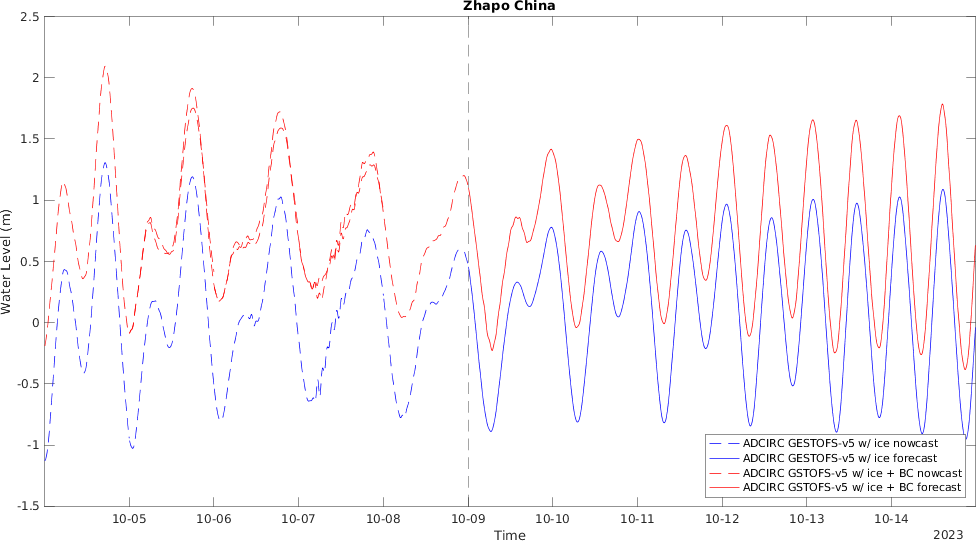 Zhapo China
2.5
2
1.5
1
0.5
0
-0.5
-1
-1.5
Water Level (m)
10-05 10-06 10-07 10-08 10-09 10-10 10-11 10-12 10-13 10-14
Time
2023
ADCIRC GESTOFS-v5 w/ ice nowcast
ADCIRC GESTOFS-v5 w/ ice forecast
ADCIRC GSTOFS-v5 w/ ice + BC nowcast
ADCIRC GSTOFS-v5 w/ ice + BC forecast